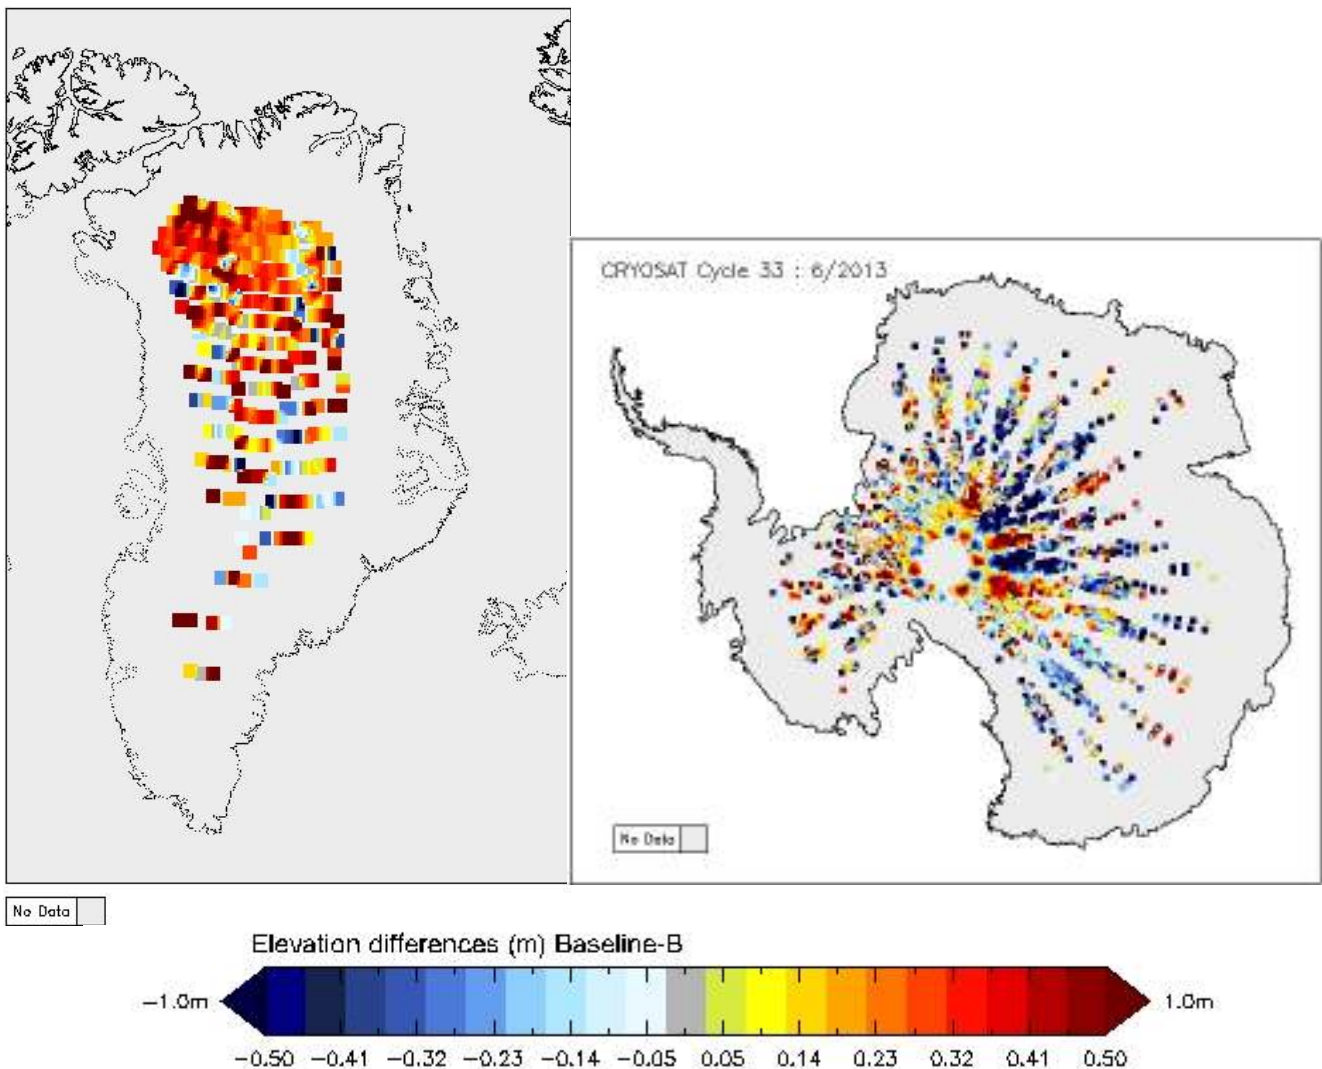 CRYOSAT Cycle 33 : 6/2013
No Data
No Data
Elevation differences (m) Baseline-B
-1.0m
1.0m
-0.50 -0.41 -0.32 -0.23 -0.14 -0.05 0.05 0.14 0.23 0.32 0.41 0.50